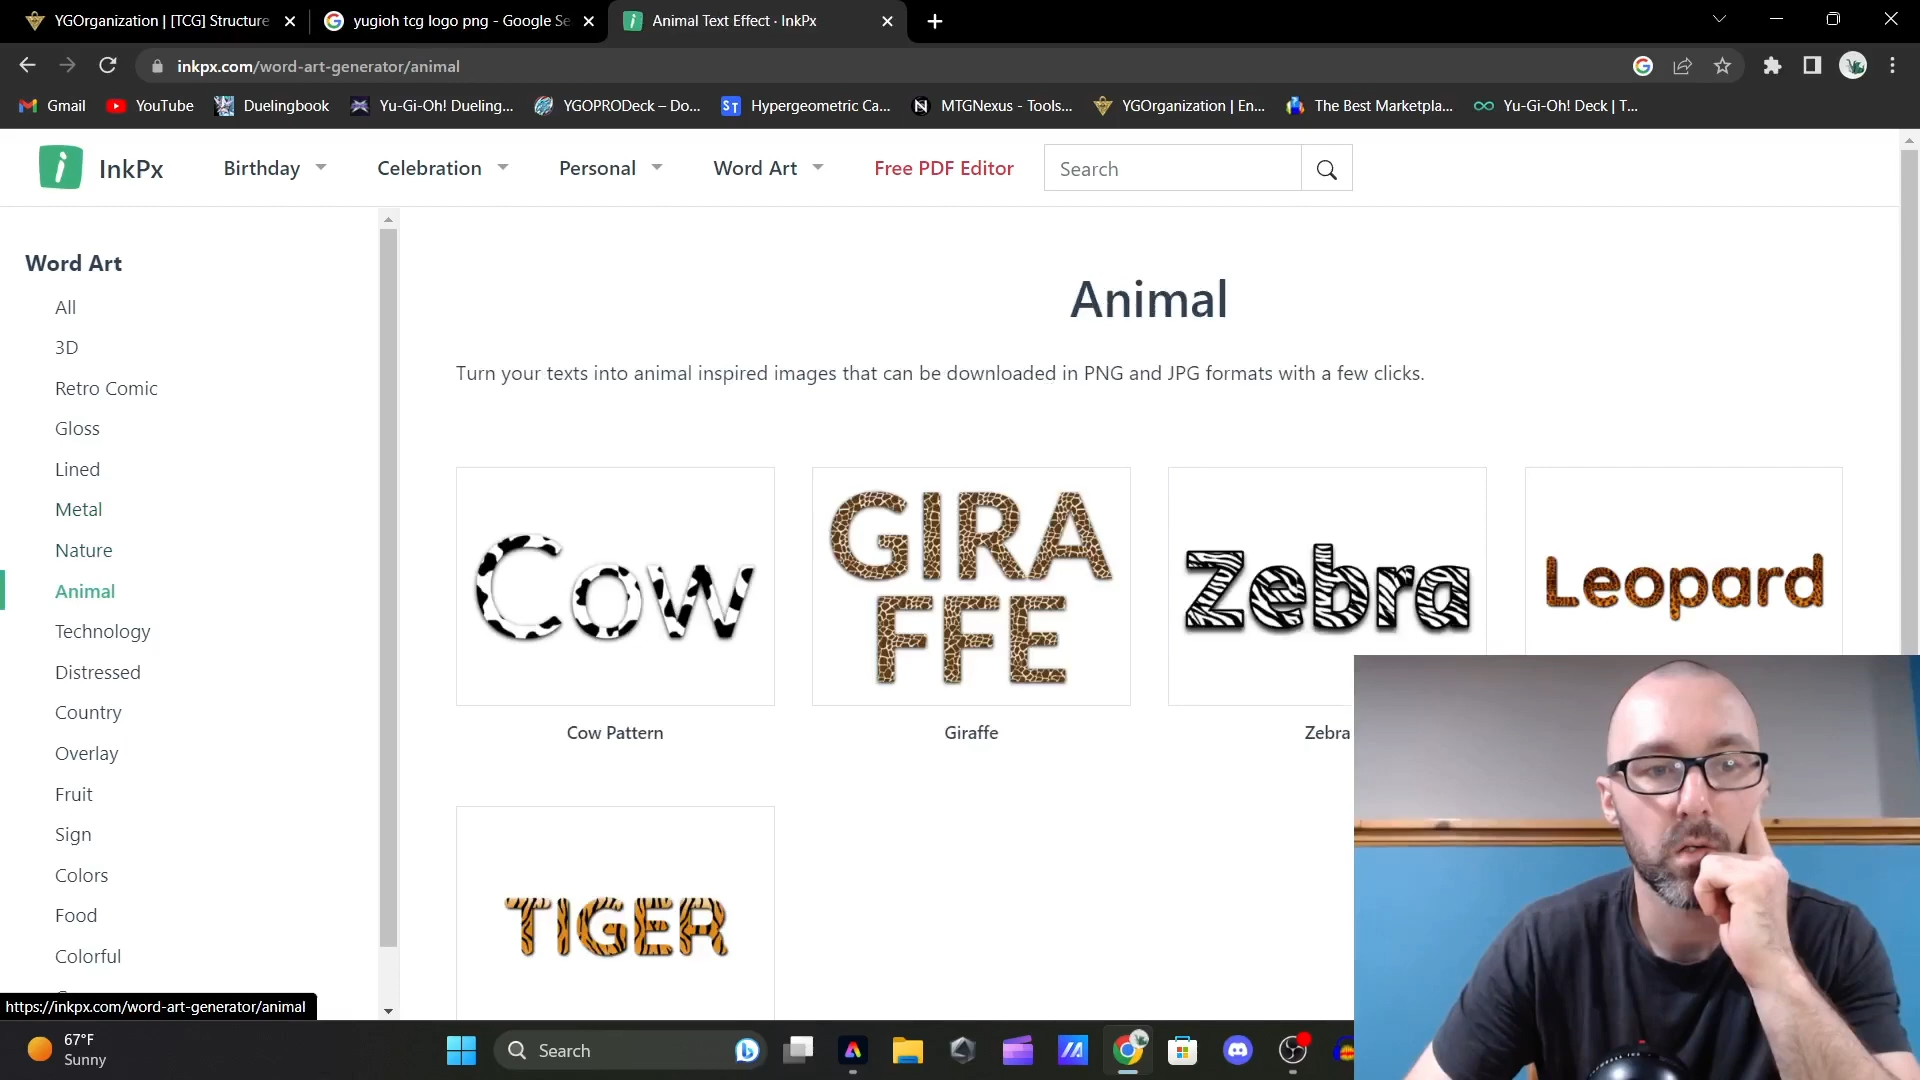 YGOrganization | [TCG] Structure
yugioh tcg logo png - Google Se
Animal Text Effect · InkPx
inkpx.com/word-art-generator/animal
Gmail
YouTube
Duelingbook
Yu-Gi-Oh! Dueling...
YGOPRODeck – Do...
ST
Hypergeometric Ca...
MTGNexus - Tools...
YGOrganization | En...
The Best Marketpla...
Yu-Gi-Oh! Deck | T...
i
InkPx
Birthday
Celebration
Personal
Word Art
Free PDF Editor
Search
Word Art
All
3D
Retro Comic
Gloss
Lined
Metal
Nature
Animal
Technology
Distressed
Country
Overlay
Fruit
Sign
Colors
Food
Colorful
Animal
Turn your texts into animal inspired images that can be downloaded in PNG and JPG formats with a few clicks.
Cow
GIRA
FFE
Zebra
Leopard
Cow Pattern
Giraffe
Zebra
TIGER
https://inkpx.com/word-art-generator/animal
67°F
Sunny
Search